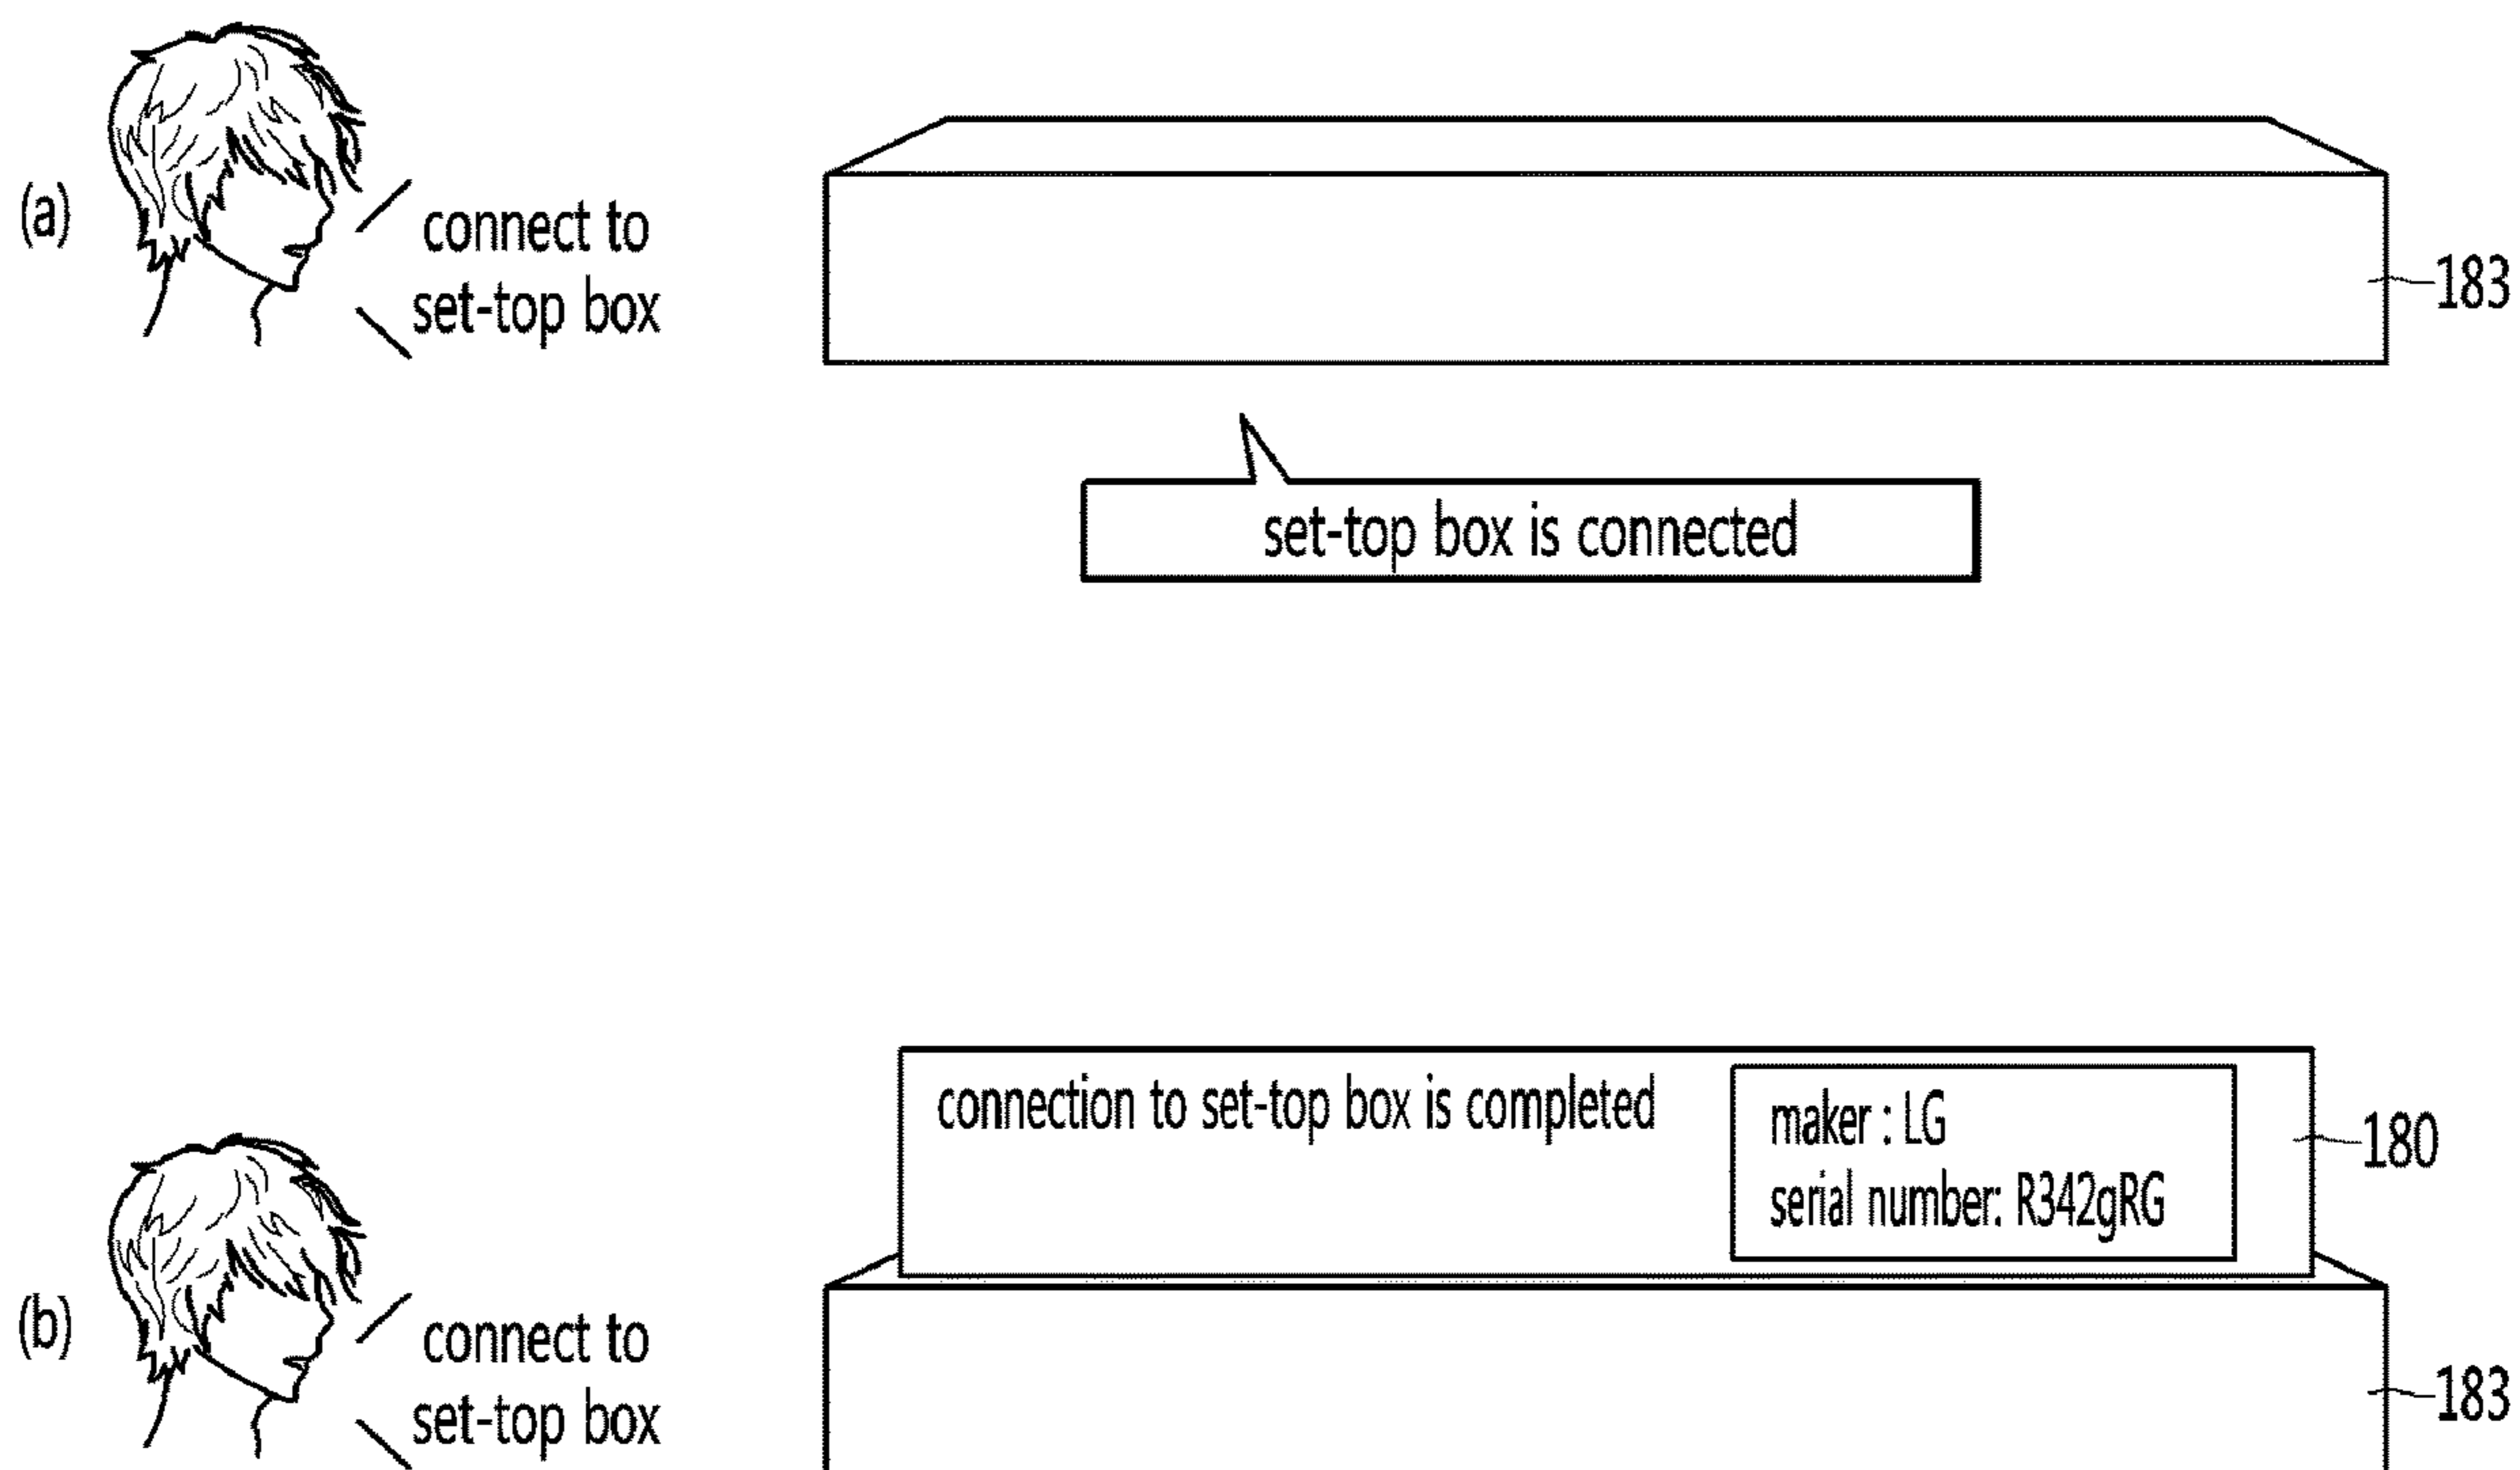 (a)
connect to
set-top box
183
set-top box is connected
connection to set-top box is completed
maker : LG
serial number: R342gRG
180
(b)
connect to
set-top box
183